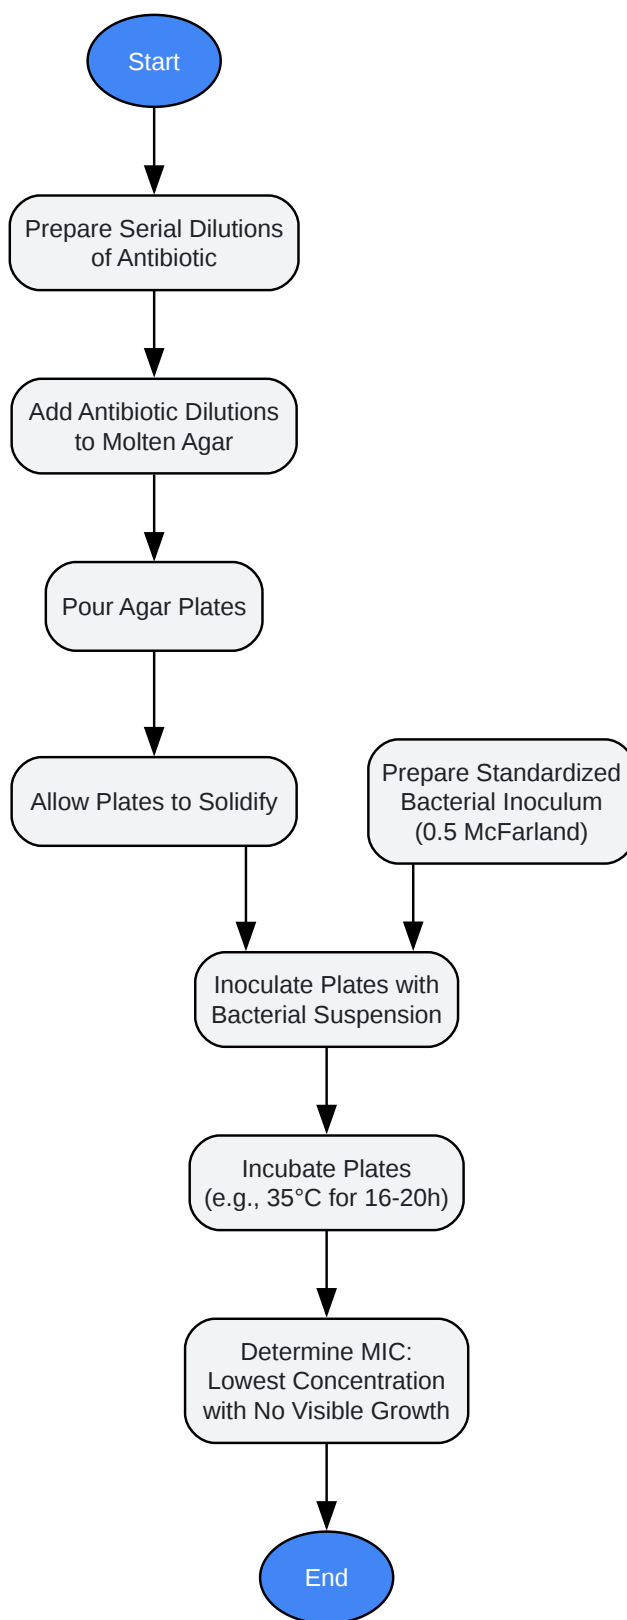 Start
Prepare Serial Dilutions
of Antibiotic
Add Antibiotic Dilutions
to Molten Agar
Pour Agar Plates
Allow Plates to Solidify
Prepare Standardized
Bacterial Inoculum
(0.5 McFarland)
Inoculate Plates with
Bacterial Suspension
Incubate Plates
(e.g., 35°C for 16-20h)
Determine MIC:
Lowest Concentration
with No Visible Growth
End